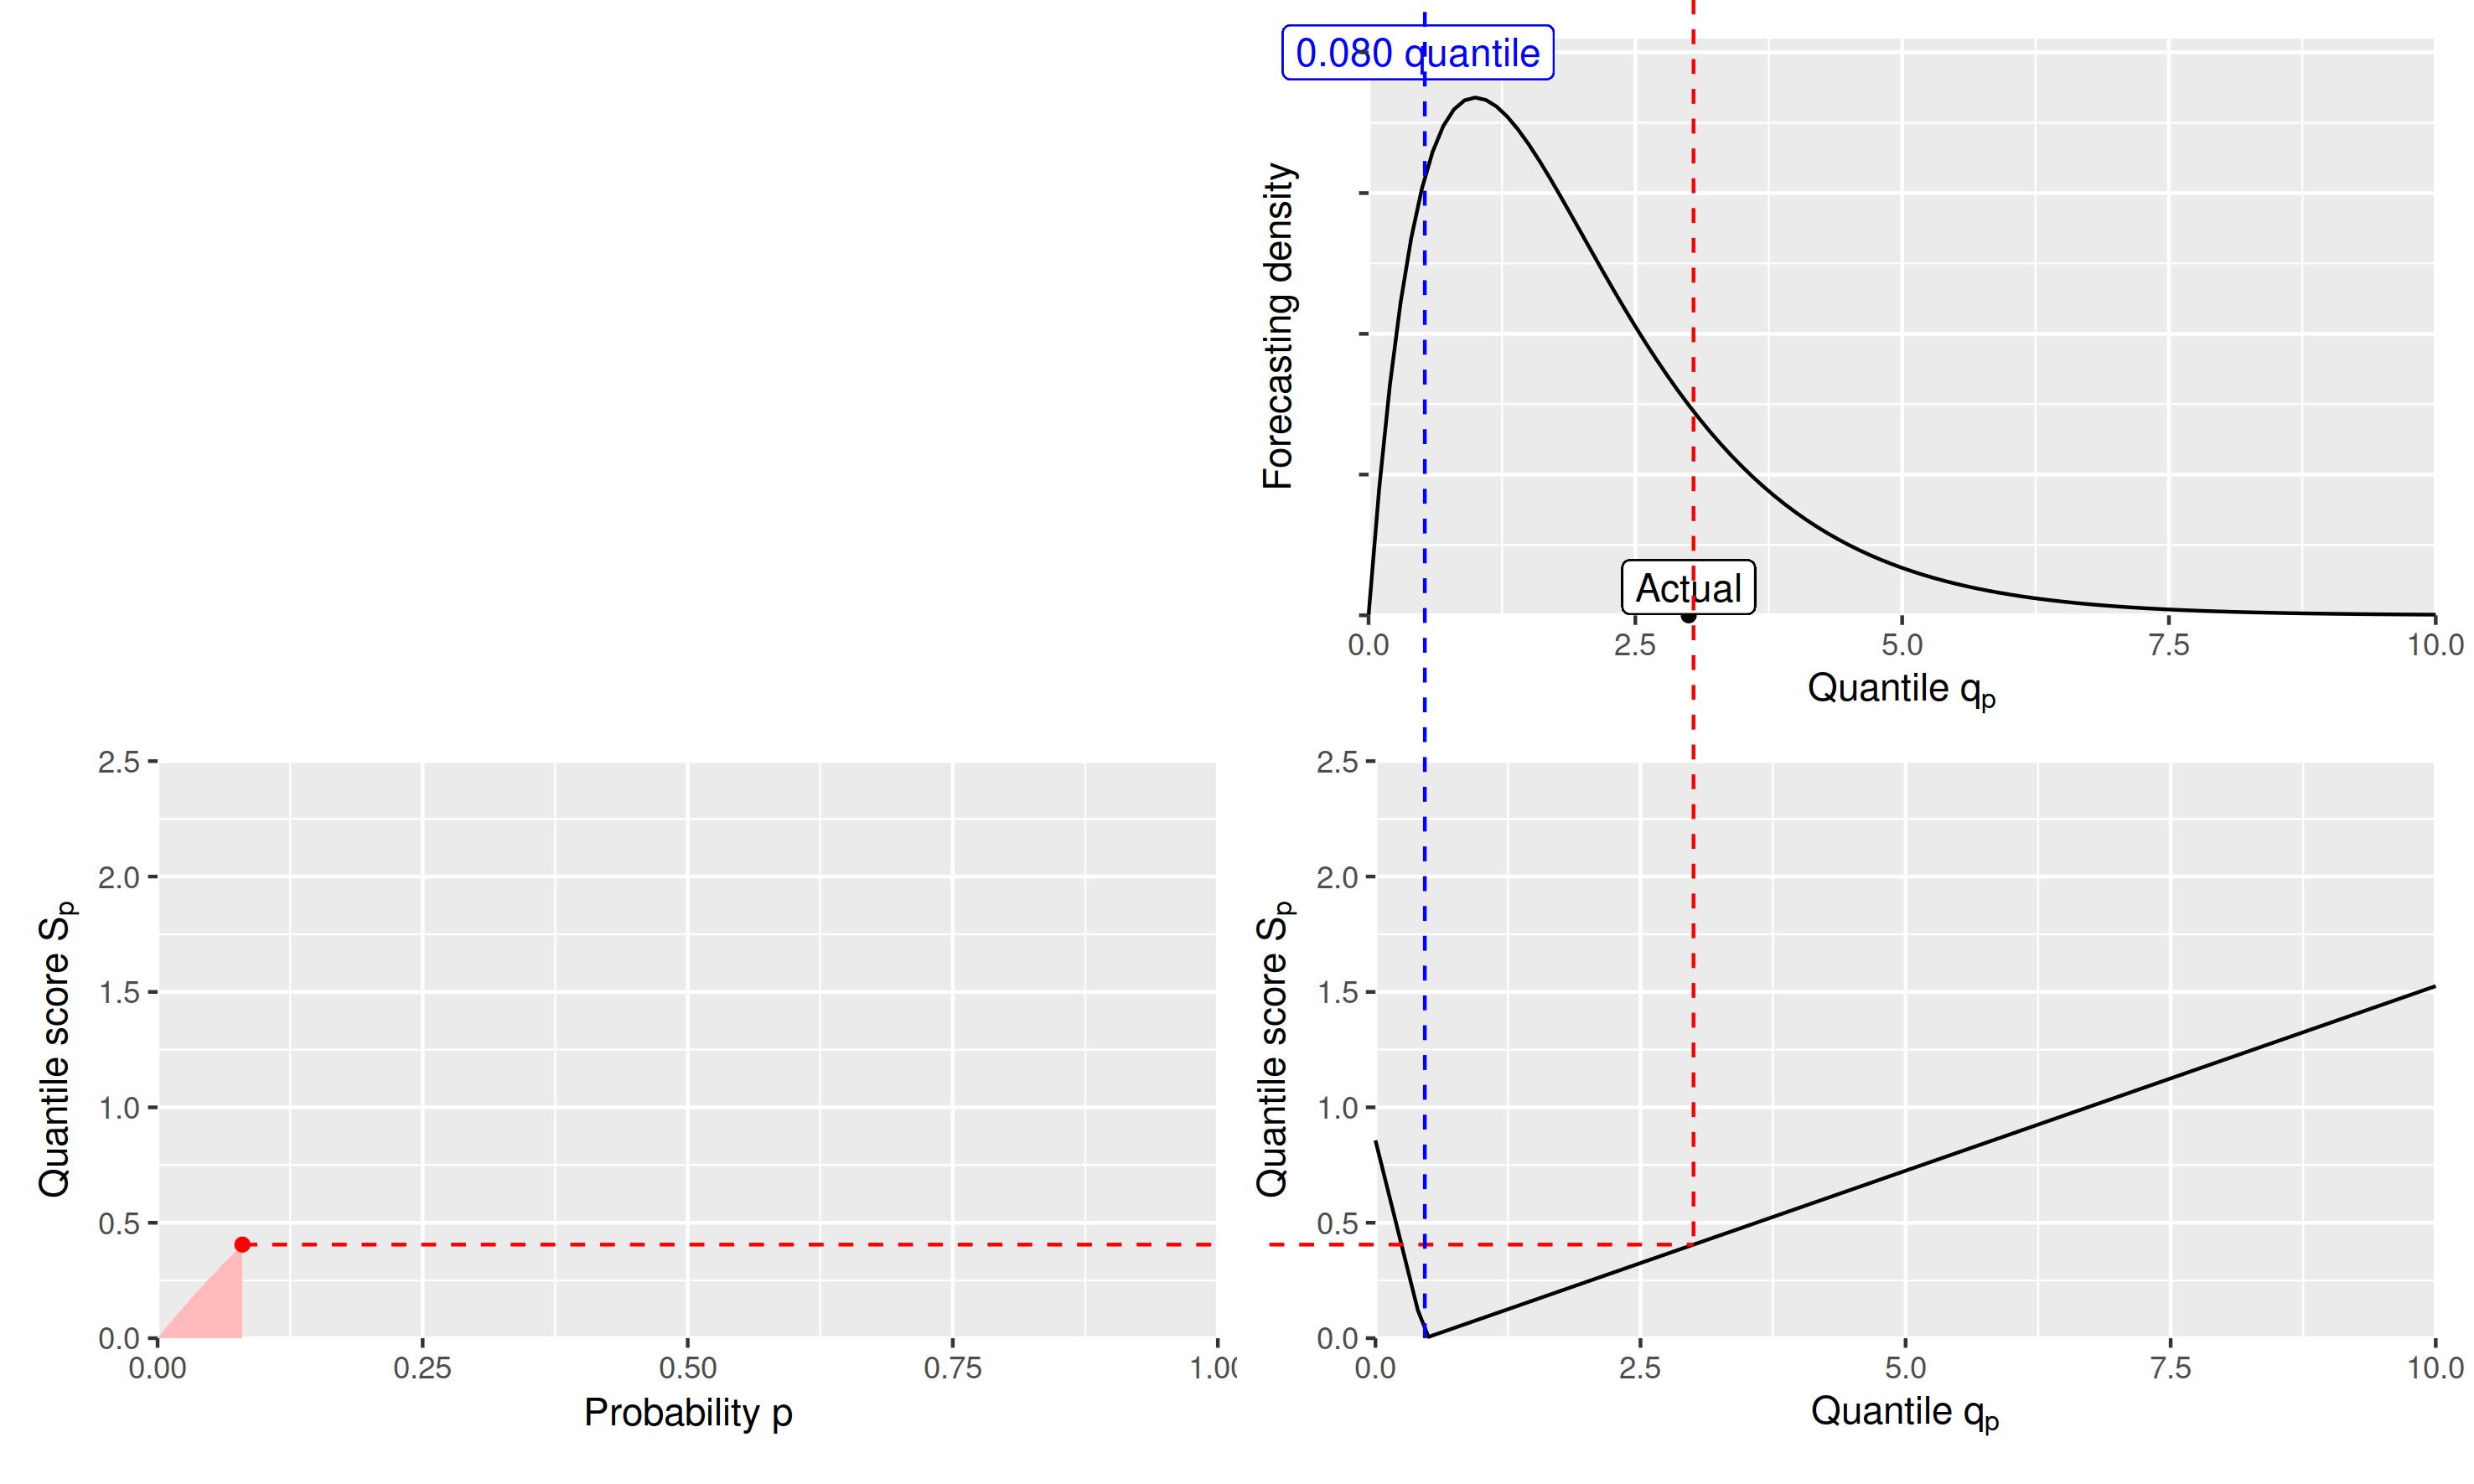 0.080 quantile
Forecasting density
Actual
0.0 2.5 5.0 7.5 10.0
Quantile qp
2.5
2.0
1.5
1.0
0.5
0.0
Quantile score Sp
0.00 0.25 0.50 0.75 1.00
Probability p
2.5
2.0
1.5
1.0
0.5
0.0
Quantile score Sp
0.0 2.5 5.0 7.5 10.0
Quantile qp